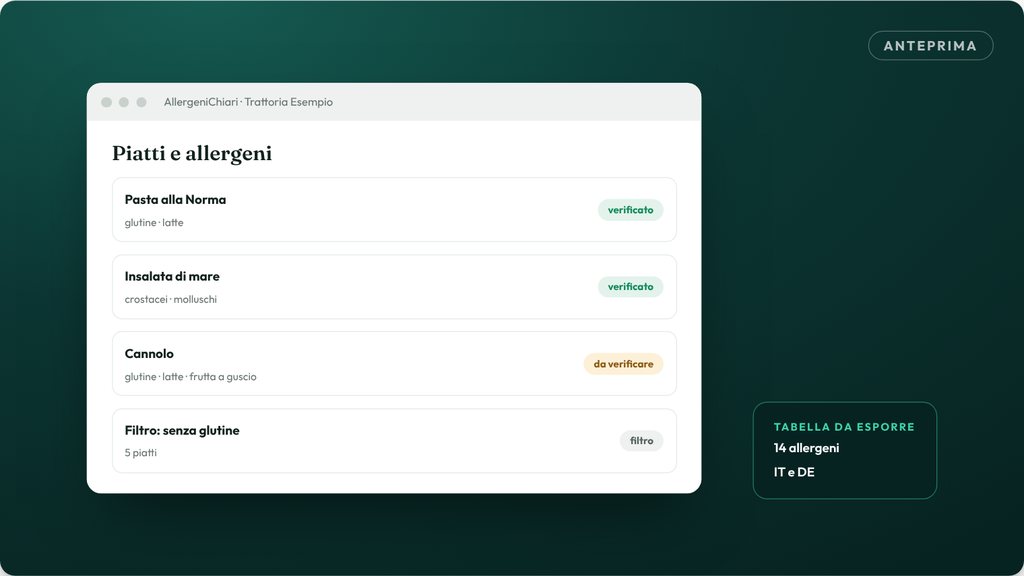 ANTEPRIMA
AllergeniChiari · Trattoria Esempio
Piatti e allergeni
Pasta alla Norma
glutine · latte
verificato
Insalata di mare
crostacei · molluschi
verificato
Cannolo
glutine · latte · frutta a guscio
da verificare
Filtro: senza glutine
5 piatti
filtro
TABELLA DA ESPORRE
14 allergeni
IT e DE